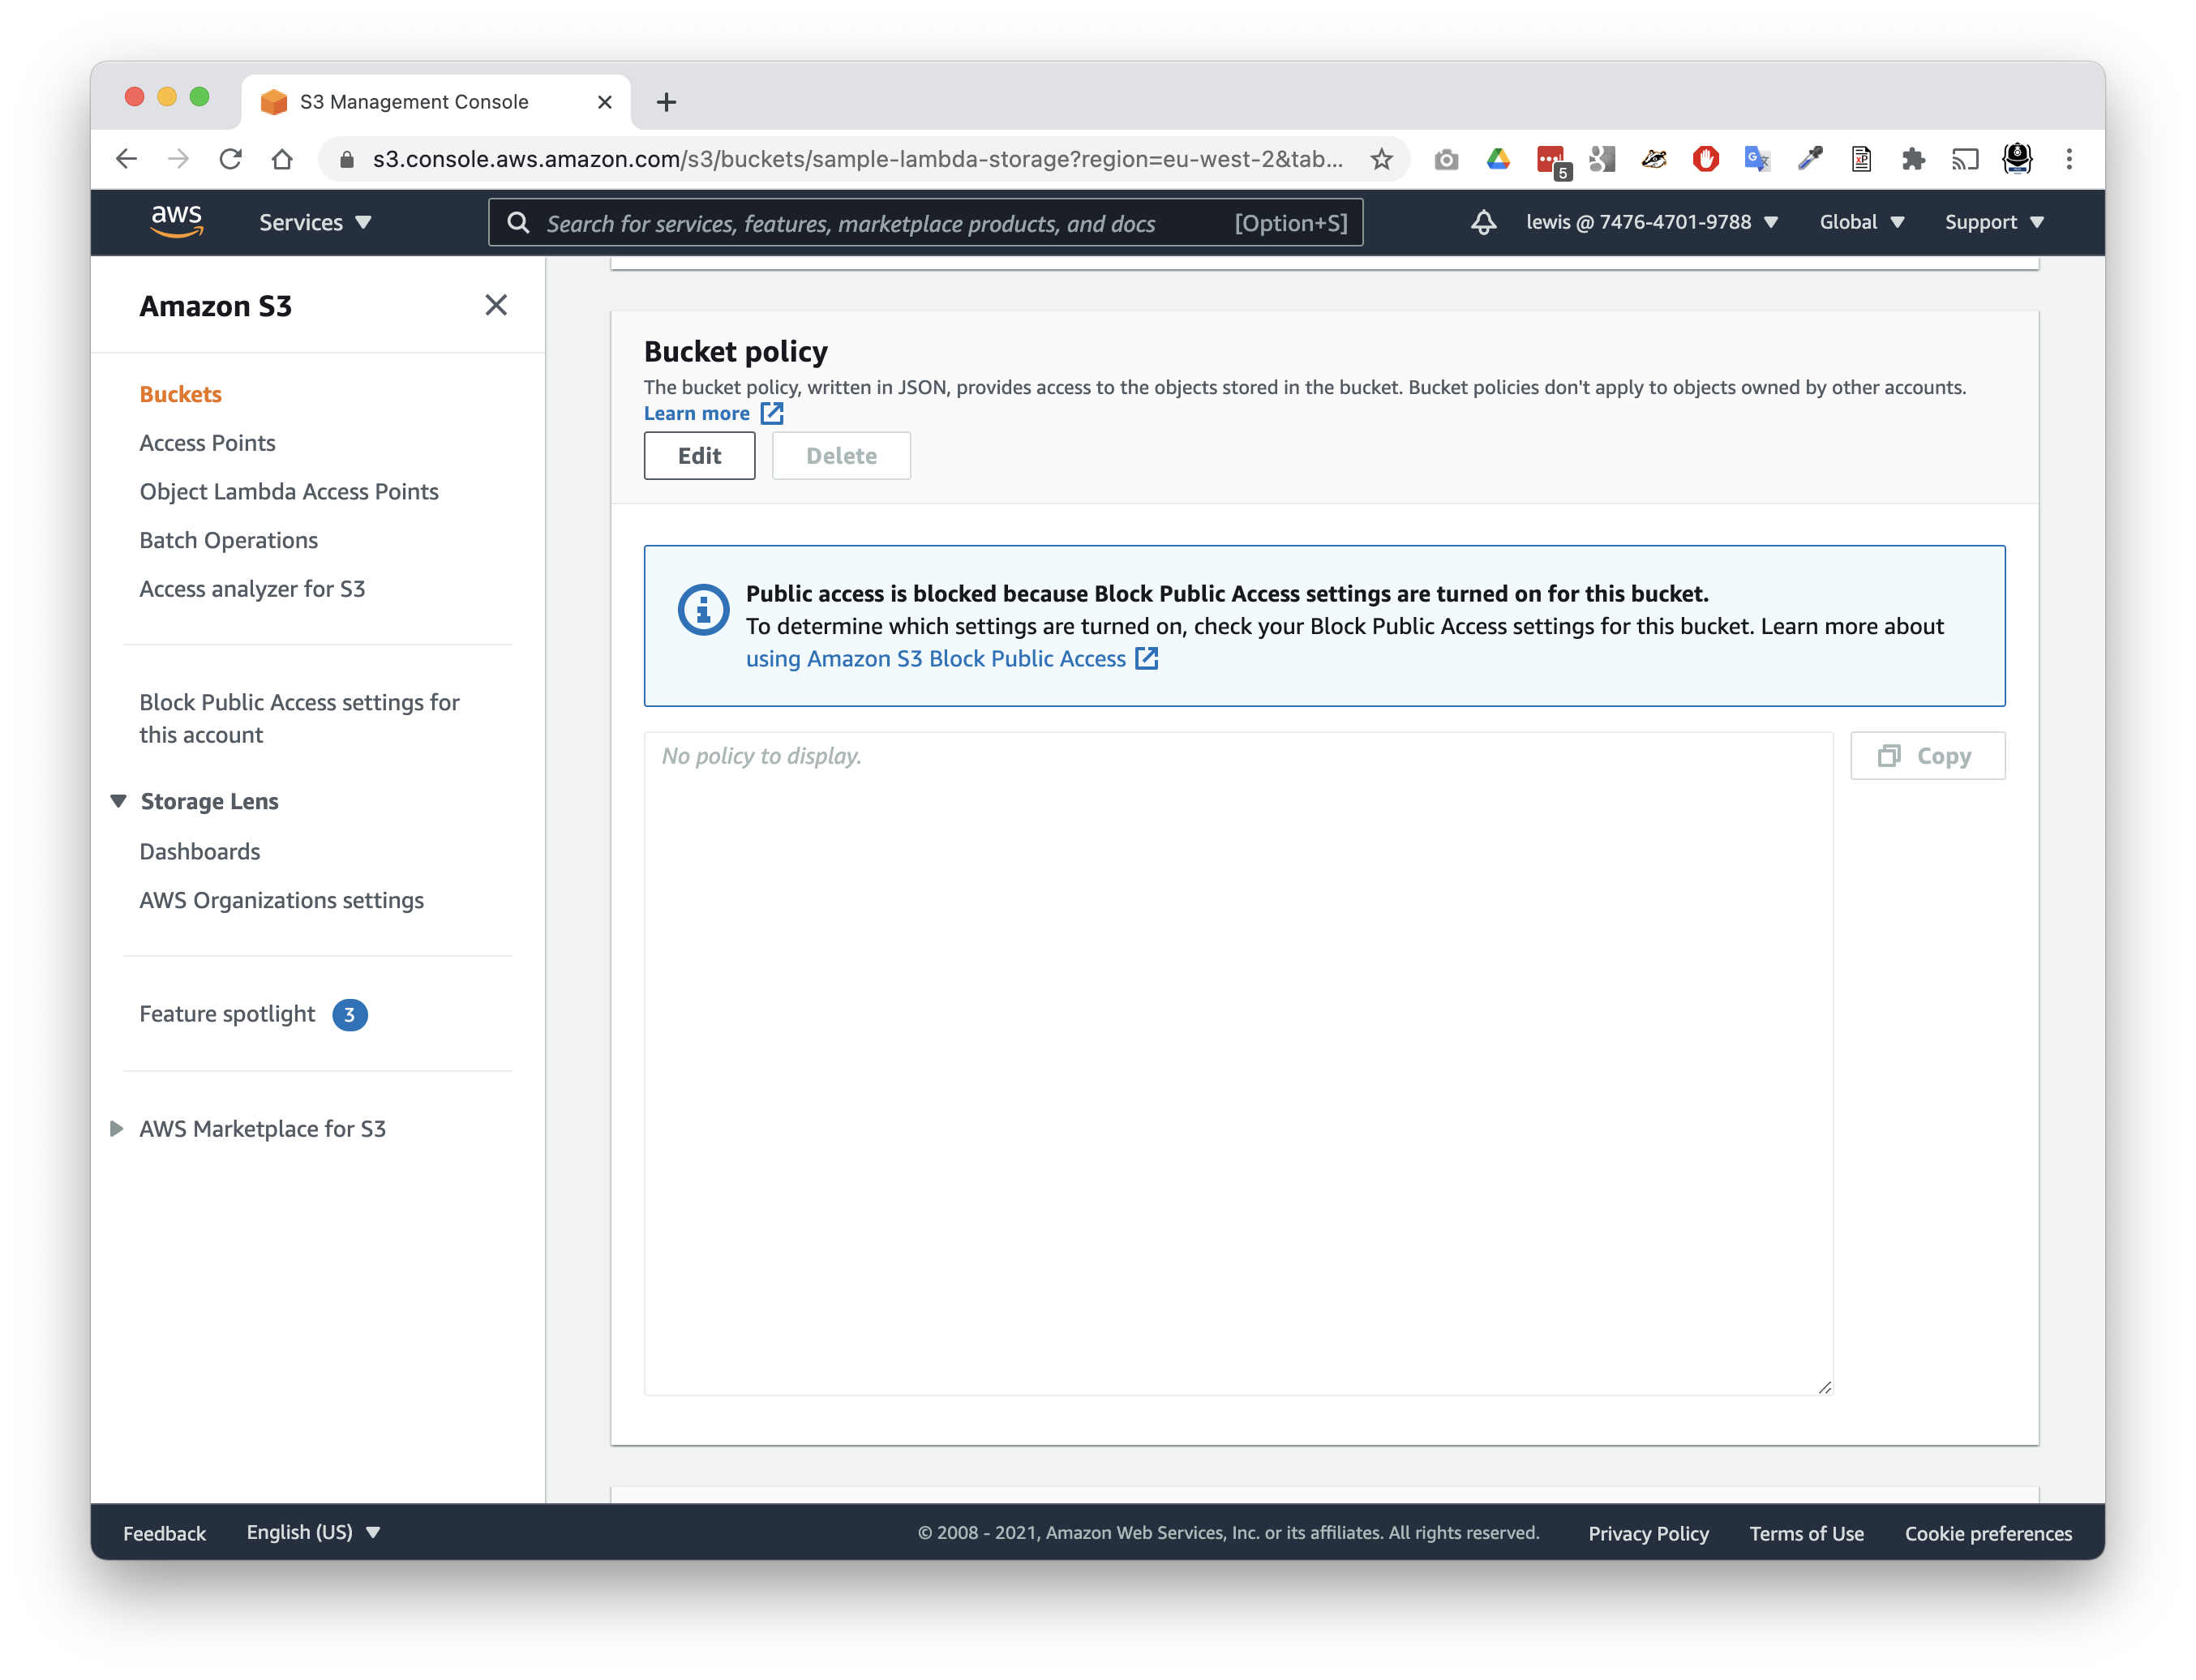 S3 Management Console
s3.console.aws.amazon.com/s3/buckets/sample-lambda-storage?region=eu-west-2&tab...
5
aws
Services
Search for services, features, marketplace products, and docs [Option+S]
lewis @ 7476-4701-9788
Global
Support
Amazon S3
Buckets
Access Points
Object Lambda Access Points
Batch Operations
Access analyzer for S3
Block Public Access settings for
this account
Storage Lens
Dashboards
AWS Organizations settings
Feature spotlight 3
AWS Marketplace for S3
Bucket policy
The bucket policy, written in JSON, provides access to the objects stored in the bucket. Bucket policies don't apply to objects owned by other accounts.
Learn more
Edit
Delete
Public access is blocked because Block Public Access settings are turned on for this bucket.
To determine which settings are turned on, check your Block Public Access settings for this bucket. Learn more about
using Amazon S3 Block Public Access
No policy to display.
Copy
Feedback
English (US)
© 2008 - 2021, Amazon Web Services, Inc. or its affiliates. All rights reserved.
Privacy Policy
Terms of Use
Cookie preferences